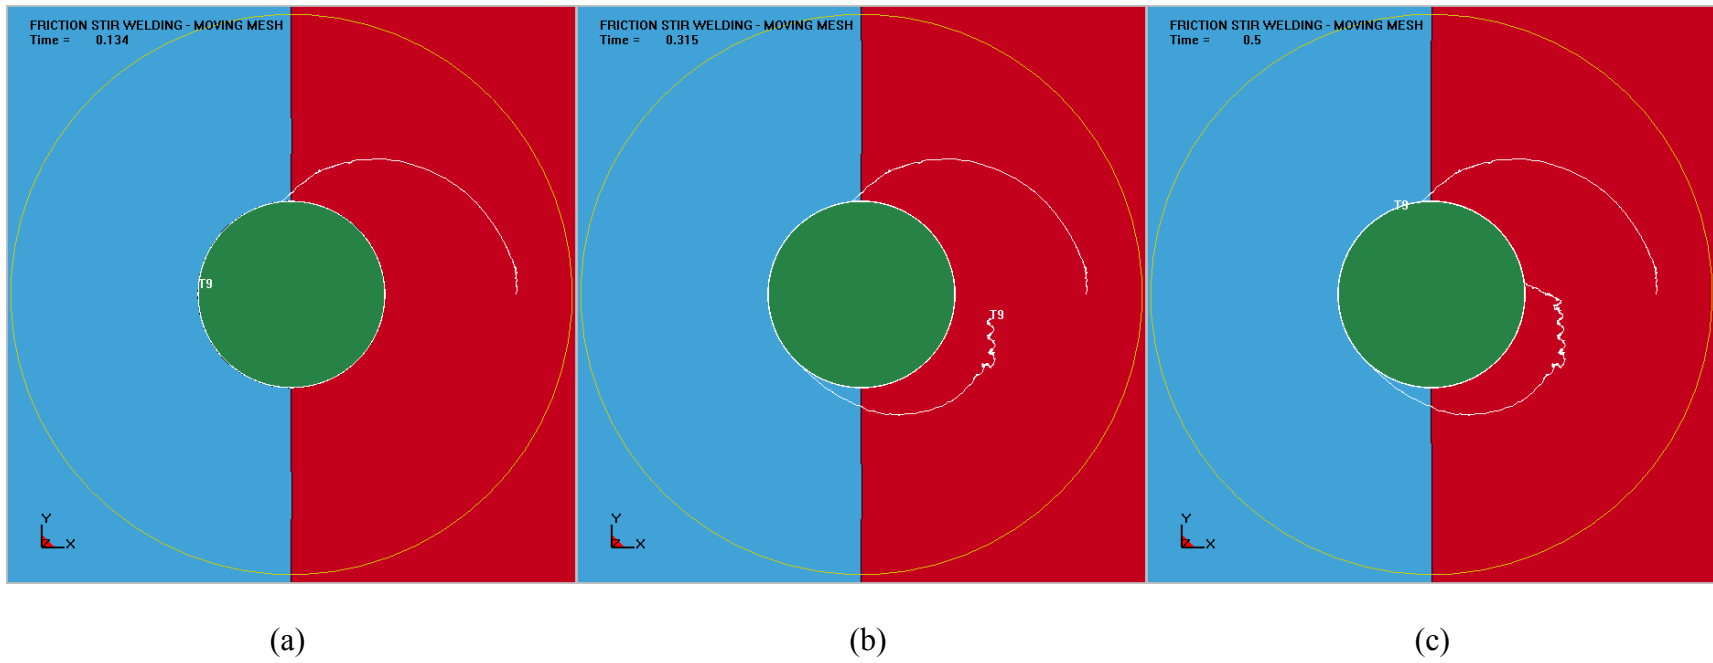 FRICTION STIR WELDING - MOVING MESH
Time = 0.134
T9
Y
Z X
(a)
FRICTION STIR WELDING - MOVING MESH
Time = 0.315
T9
Y
Z X
(b)
FRICTION STIR WELDING - MOVING MESH
Time = 0.5
T9
Y
Z X
(c)